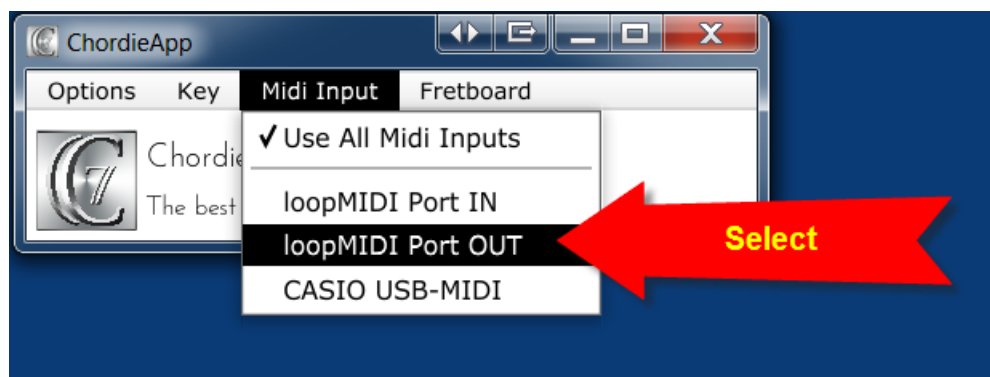 ChordieApp
Options Key Midi Input Fretboard
✓Use All Midi Inputs
Chordie
loopMIDI Port IN
The best
loopMIDI Port OUT
Select
CASIO USB-MIDI
C7
X